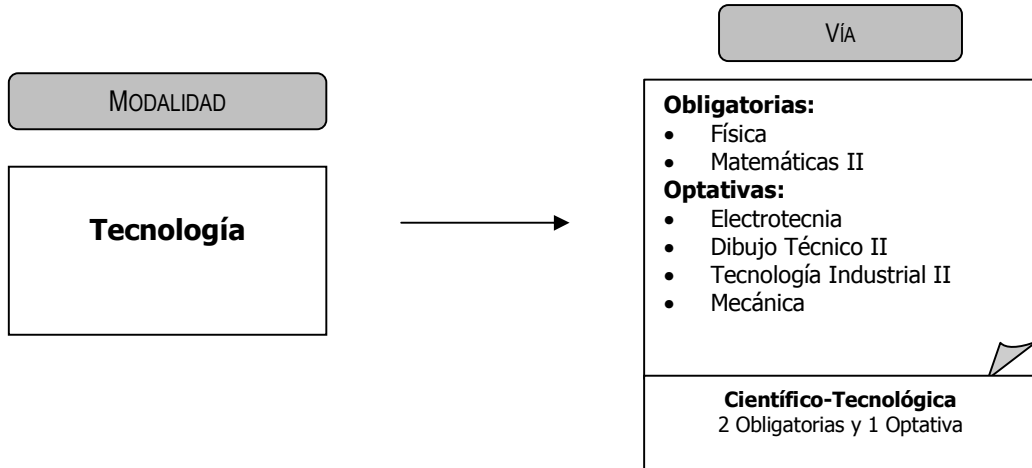 MODALIDAD
Tecnología
VÍA
Obligatorias:
• Física
• Matemáticas II
Optativas:
• Electrotecnia
• Dibujo Técnico II
• Tecnología Industrial II
• Mecánica
Científico-Tecnológica
2 Obligatorias y 1 Optativa